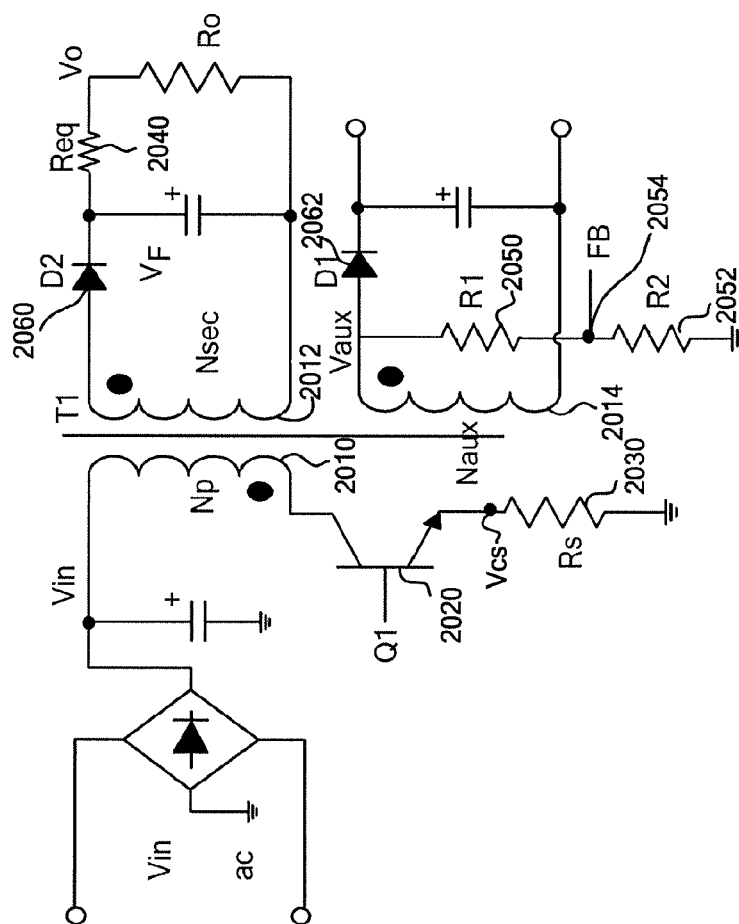 Vin
ac
Vin
Np
2010
Q1
2020
Vcs
Rs
2030
T1
2060
D2
VF
Nsec
2012
Req
2040
Vo
Ro
Naux
2014
Vaux
D1
2062
R1
2050
FB
2054
R2
2052